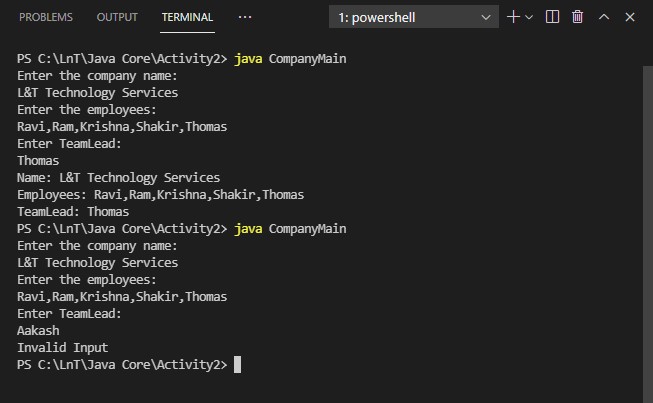 PROBLEMS OUTPUT TERMINAL ··· 1: powershell
PS C:\LnT\Java Core\Activity2> java CompanyMain
Enter the company name:
L&T Technology Services
Enter the employees:
Ravi,Ram,Krishna,Shakir,Thomas
Enter TeamLead:
Thomas
Name: L&T Technology Services
Employees: Ravi,Ram,Krishna,Shakir,Thomas
TeamLead: Thomas
PS C:\LnT\Java Core\Activity2> java CompanyMain
Enter the company name:
L&T Technology Services
Enter the employees:
Ravi,Ram,Krishna,Shakir,Thomas
Enter TeamLead:
Aakash
Invalid Input
PS C:\LnT\Java Core\Activity2>